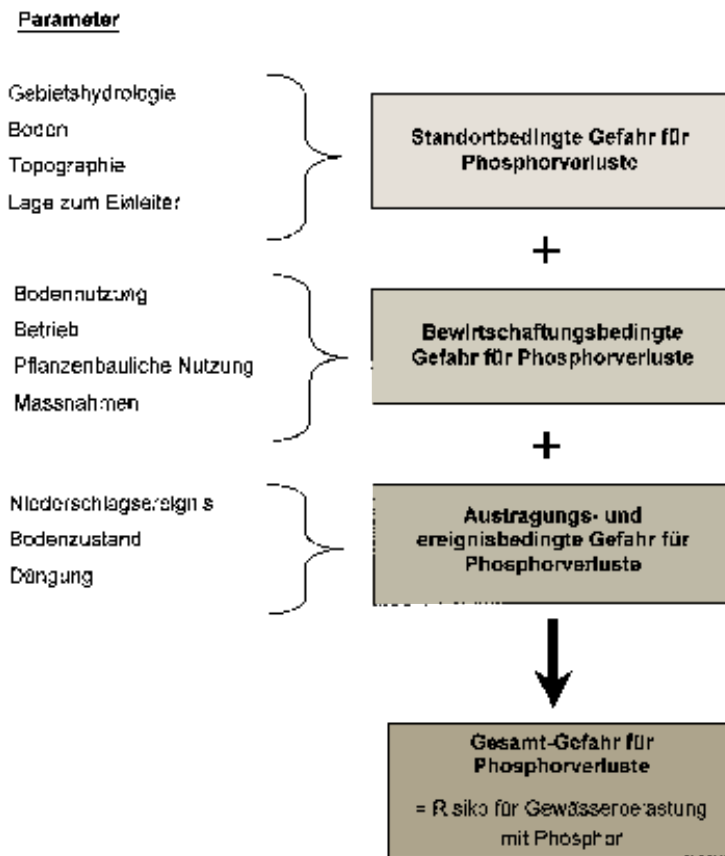 Parameter
Gebietshydrologie
Boden
Topographie
Lage zum Einleiter
Standortbedingte Gefahr für
Phosphorverluste
+
Bodennutzung
Betrieb
Pflanzenbauliche Nutzung
Massnahmen
Bewirtschaftungsbedingte
Gefahr für Phosphorverluste
+
Niederschlagsereignis
Bodenzustand
Düngung
Austragungs- und
ereignisbedingte Gefahr für
Phosphorverluste
Gesamt-Gefahr für
Phosphorverluste
= Risiko für Gewässerbelastung
mit Phosphor